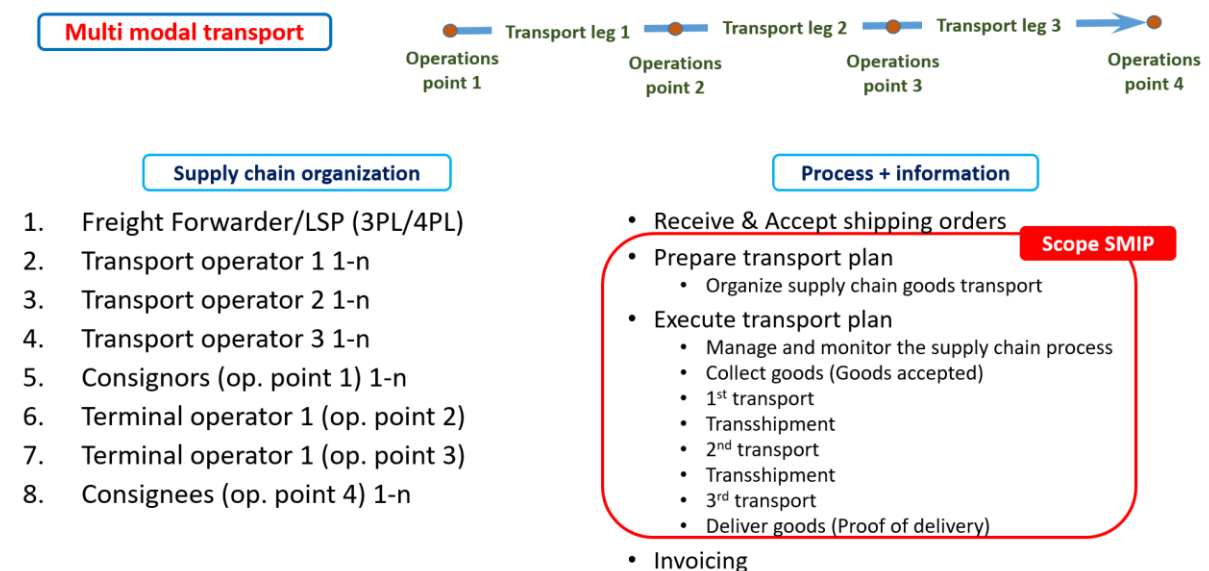 Multi modal transport
Transport leg 1
Transport leg 2
Transport leg 3
Operations
point 1
Operations
point 2
Operations
point 3
Operations
point 4
Supply chain organization
1. Freight Forwarder/LSP (3PL/4PL)
2. Transport operator 1 1-n
3. Transport operator 2 1-n
4. Transport operator 3 1-n
5. Consignors (op. point 1) 1-n
6. Terminal operator 1 (op. point 2)
7. Terminal operator 1 (op. point 3)
8. Consignees (op. point 4) 1-n
Process + information
• Receive & Accept shipping orders
Scope SMIP
• Prepare transport plan
• Organize supply chain goods transport
• Execute transport plan
• Manage and monitor the supply chain process
• Collect goods (Goods accepted)
• 1st transport
• Transshipment
• 2nd transport
• Transshipment
• 3rd transport
• Deliver goods (Proof of delivery)
• Invoicing